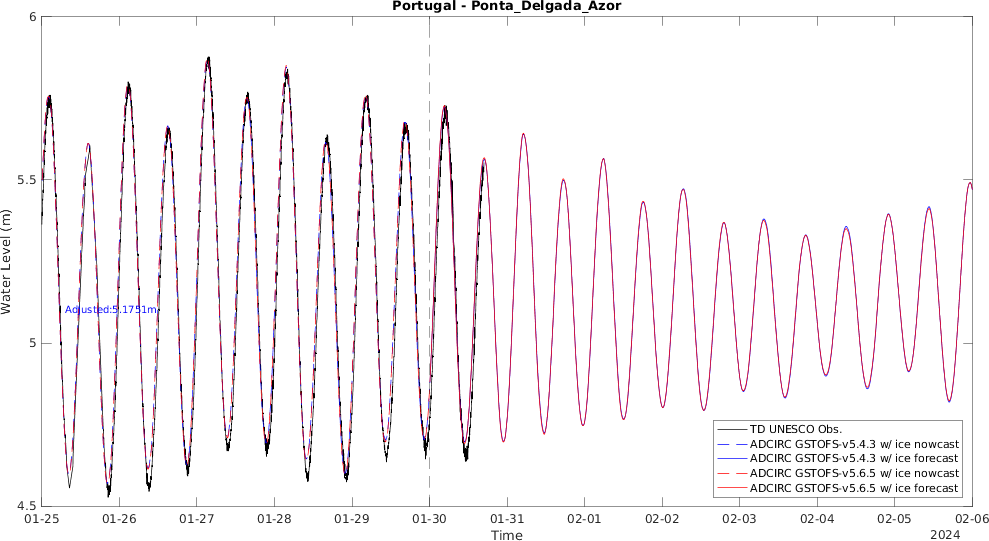 Portugal - Ponta_Delgada_Azor
6
5.5
5
4.5
Water Level (m)
Adjusted:5.1751m
TD UNESCO Obs.
ADCIRC GSTOFS-v5.4.3 w/ ice nowcast
ADCIRC GSTOFS-v5.4.3 w/ ice forecast
ADCIRC GSTOFS-v5.6.5 w/ ice nowcast
ADCIRC GSTOFS-v5.6.5 w/ ice forecast
01-25 01-26 01-27 01-28 01-29 01-30 01-31 02-01 02-02 02-03 02-04 02-05 02-06
Time
2024